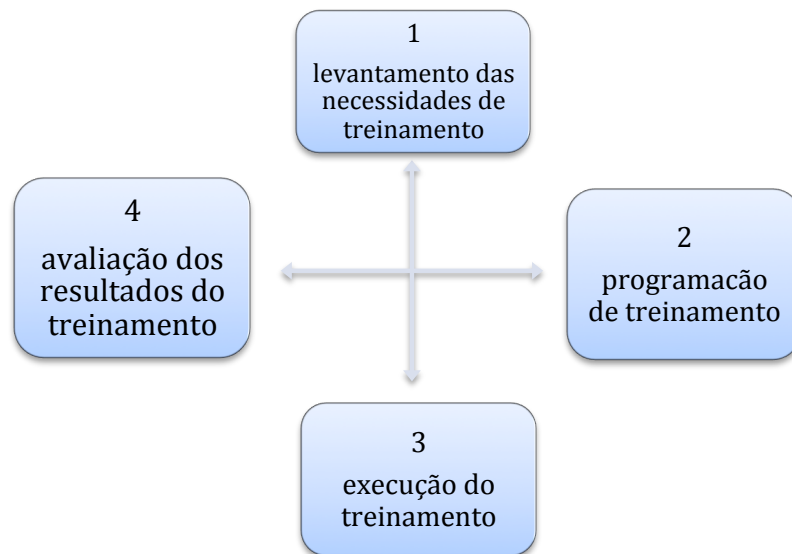 1
levantamento das
necessidades de
treinamento
4
avaliação dos
resultados do
treinamento
2
programacão
de treinamento
3
execução do
treinamento